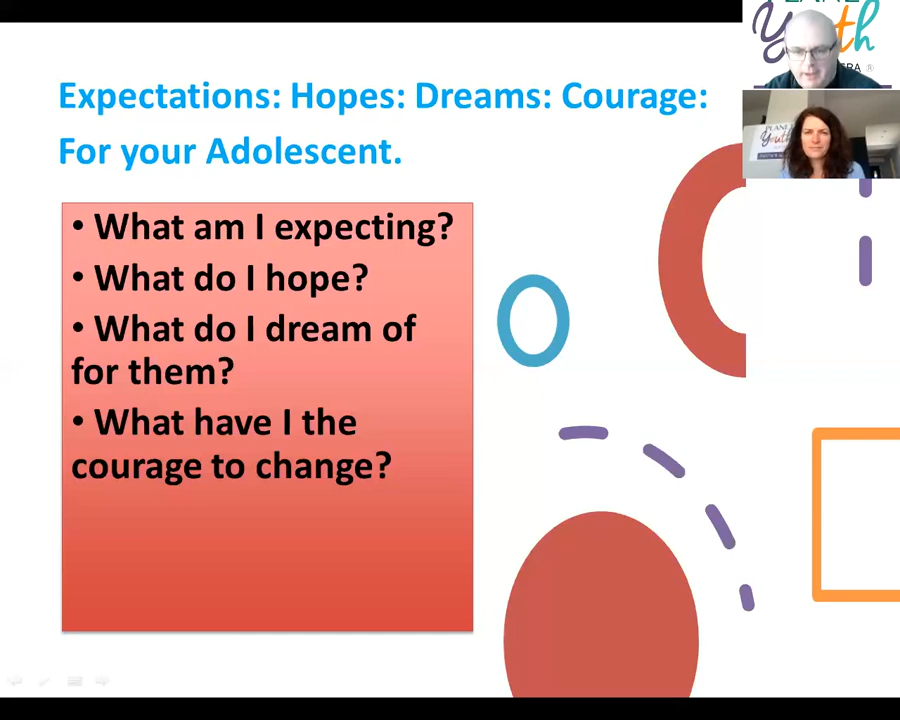 Expectations: Hopes: Dreams: Courage:
For your Adolescent.
• What am I expecting?
• What do I hope?
• What do I dream of
for them?
• What have I the
courage to change?
Youth